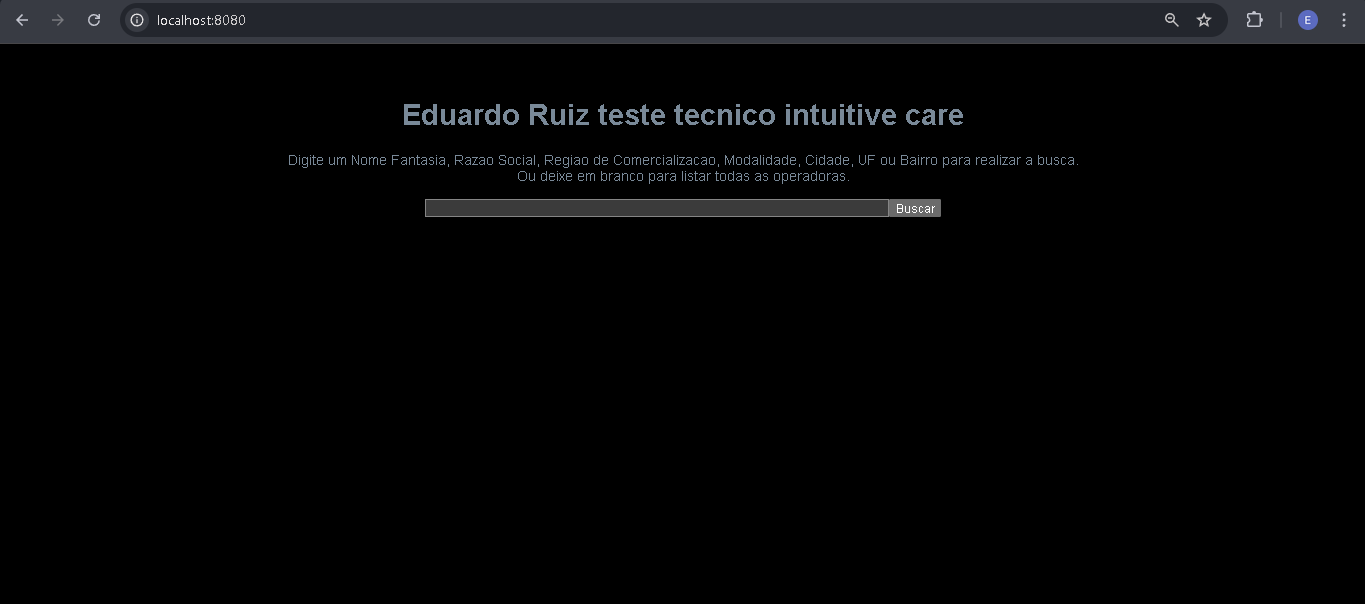 localhost:8080
E
Eduardo Ruiz teste tecnico intuitive care
Digite um Nome Fantasia, Razao Social, Regiao de Comercializacao, Modalidade, Cidade, UF ou Bairro para realizar a busca.
Ou deixe em branco para listar todas as operadoras.
Buscar